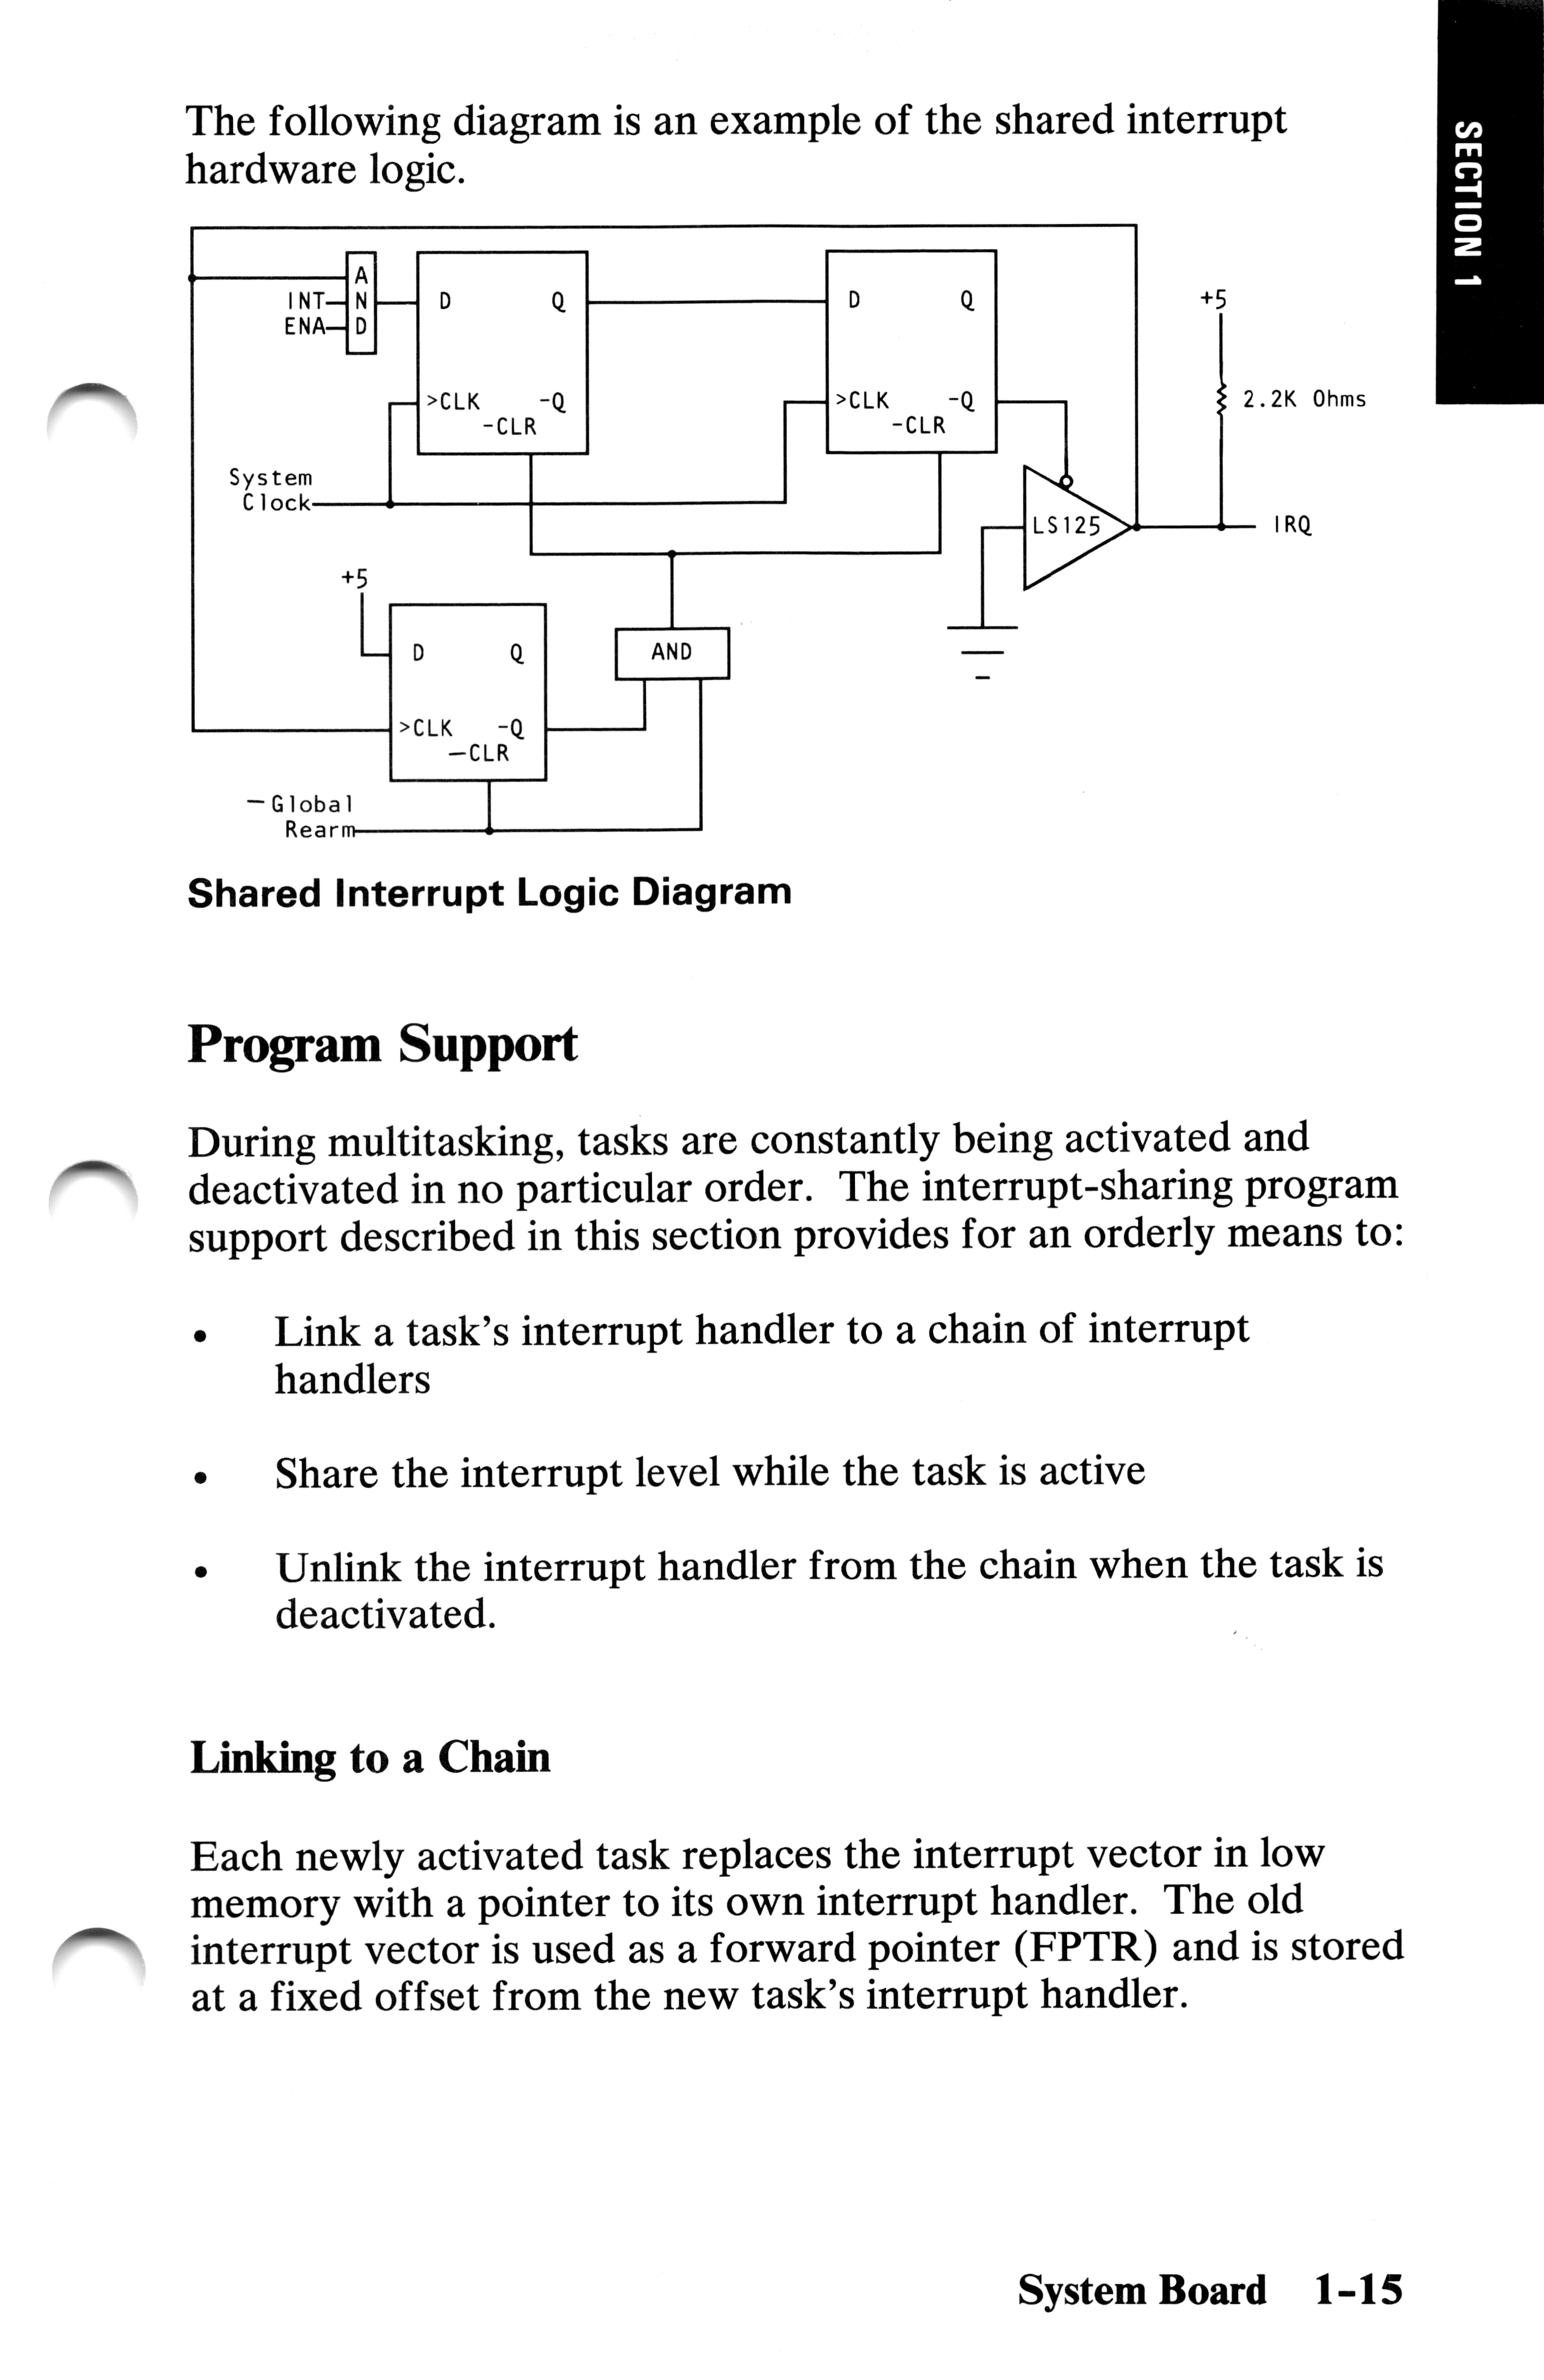 The following diagram is an example of the shared interrupt
hardware logic.
SECTION 1
A
N
D
INT
ENA
D Q
>CLK -Q
-CLR
D Q
>CLK -Q
-CLR
+5
2.2K Ohms
System
Clock
LS125
IRQ
+5
D Q
>CLK -Q
—CLR
AND
— Global
Rearm
Shared Interrupt Logic Diagram
Program Support
During multitasking, tasks are constantly being activated and
deactivated in no particular order. The interrupt-sharing program
support described in this section provides for an orderly means to:
• Link a task's interrupt handler to a chain of interrupt
handlers
• Share the interrupt level while the task is active
• Unlink the interrupt handler from the chain when the task is
deactivated.
Linking to a Chain
Each newly activated task replaces the interrupt vector in low
memory with a pointer to its own interrupt handler. The old
interrupt vector is used as a forward pointer (FPTR) and is stored
at a fixed offset from the new task's interrupt handler.
System Board 1-15